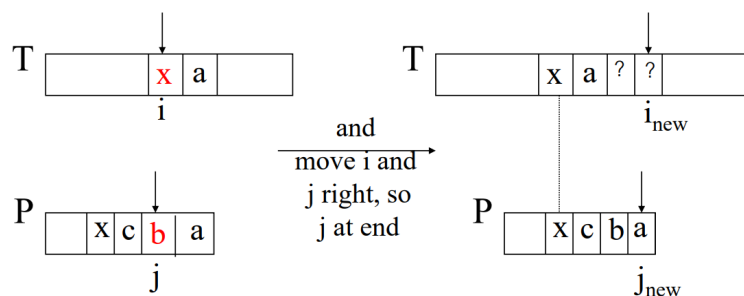 T
x a
i
and
move i and
j right, so
j at end
P
x c b a
j
T
x a ? ?
i new
P
x c b a
j new